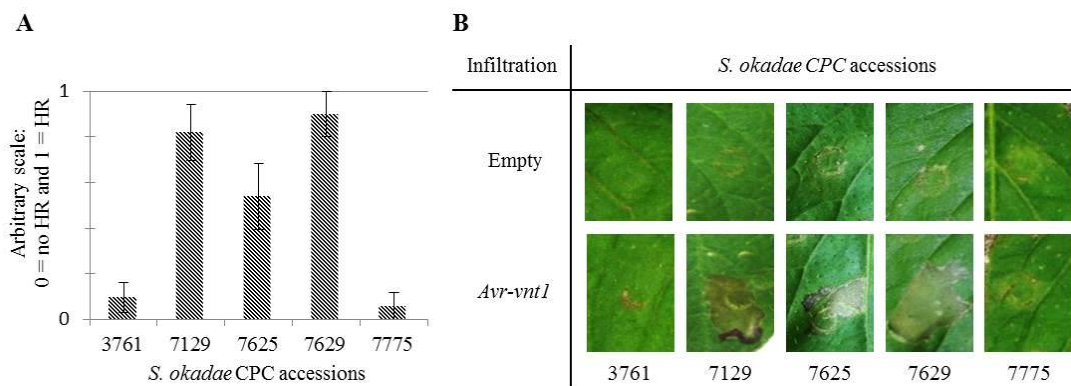 A
Arbitrary scale:
0 = no HR and 1 = HR
1
0
3761 7129 7625 7629 7775
S. okadae CPC accessions
B
Infiltration S. okadae CPC accessions
Empty
Avr-vnt1
3761 7129 7625 7629 7775